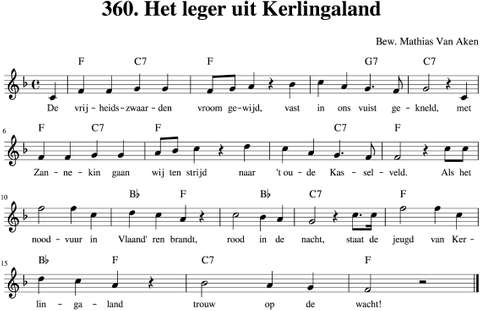 360. Het leger uit Kerlingaland
Bew. Mathias Van Aken
F C7 F G7 C7
De vrij-heids-zwaar-den vroom ge-wijd, vast in ons vuist ge-kneld, met
6
F C7 F C7 F
Zan-ne-kin gaan wij ten strijd naar 't ou-de Kas-sel-veld. Als het
10
B♭ F B♭ C7 F
nood-vuur in Vlaand' ren brandt, rood in de nacht, staat de jeugd van Ker-
15
B♭ F C7 F
lin-ga-land trouw op de wacht!